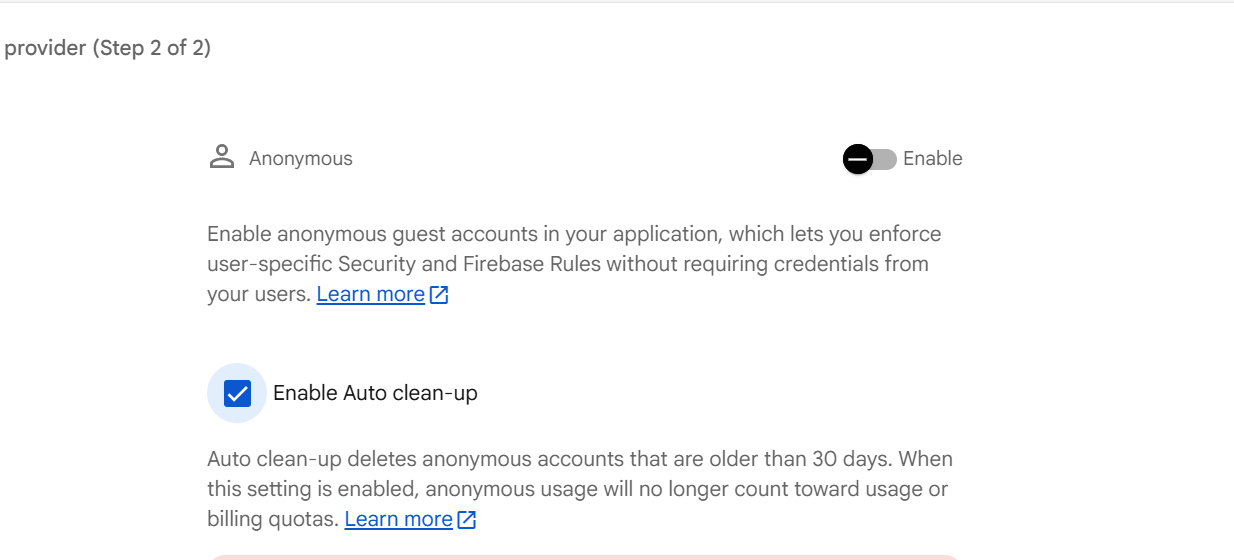 provider (Step 2 of 2)
Anonymous
Enable
Enable anonymous guest accounts in your application, which lets you enforce
user-specific Security and Firebase Rules without requiring credentials from
your users. Learn more
Enable Auto clean-up
Auto clean-up deletes anonymous accounts that are older than 30 days. When
this setting is enabled, anonymous usage will no longer count toward usage or
billing quotas. Learn more